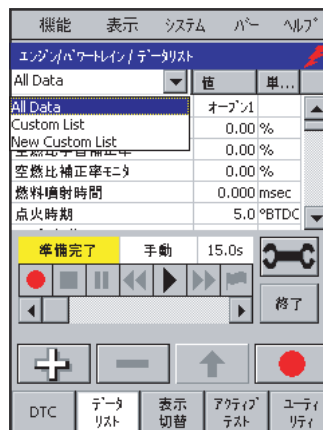 機能 表示 ｼｽﾃﾑ ﾊﾞｰ ﾍﾙﾌﾟ
ｴﾝｼﾞﾝ/ﾊﾟﾜｰﾄﾚｲﾝ / ﾃﾞｰﾀﾘｽﾄ
All Data 値 単...
All Data ｵｰﾌﾟﾝ1
Custom List 0.00 %
New Custom List
0.00 %
空燃比補正率ﾓﾆﾀ 0.00 %
燃料噴射時間 0.000 msec
点火時期 5.0 °BTDC
準備完了 手動 15.0s
終了
DTC ﾃﾞｰﾀ ﾘｽﾄ 表示 切替 ｱｸﾃｨﾌﾞ ﾃｽﾄ ﾕｰﾃｨ ﾘﾃｨ